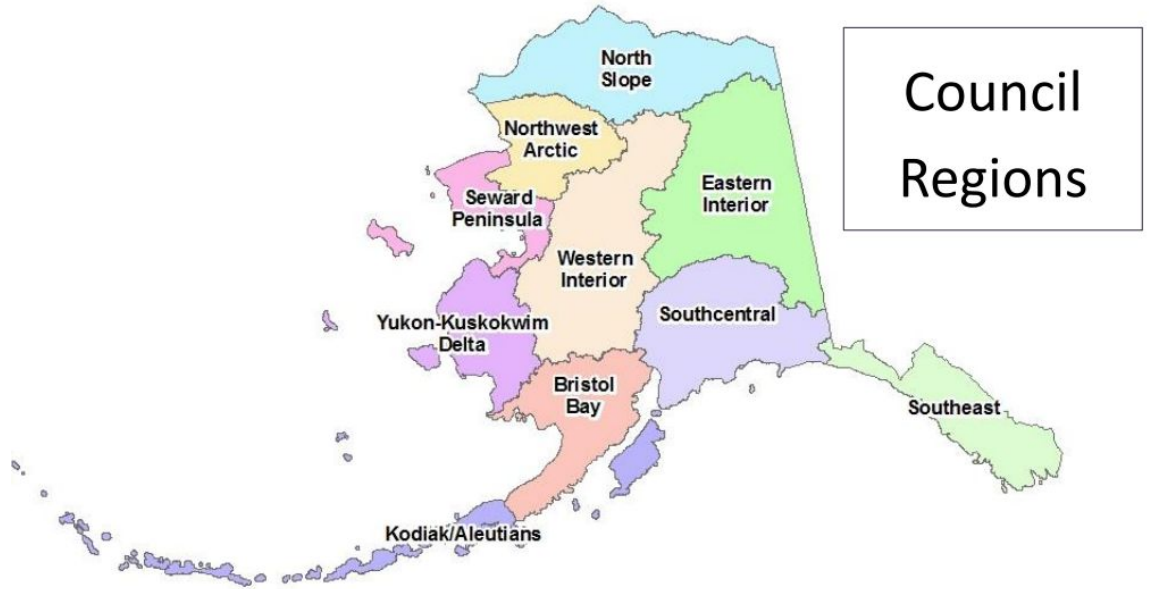 Council
Regions
North
Slope
Northwest
Arctic
Seward
Peninsula
Eastern
Interior
Western
Interior
Southcentral
Yukon-Kuskokwim
Delta
Bristol
Bay
Southeast
Kodiak/Aleutians